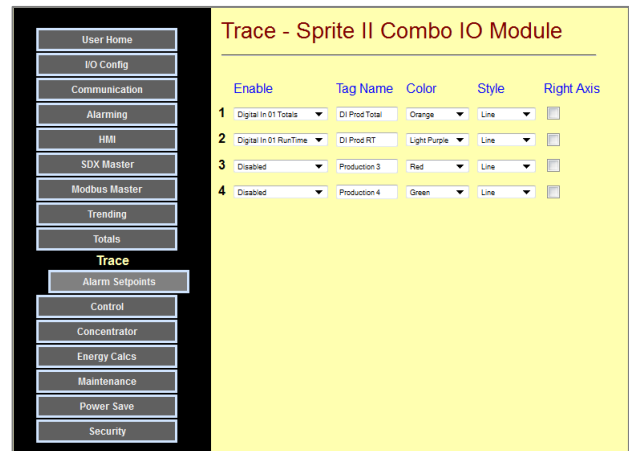 User Home
I/O Config
Communication
Alarming
HMI
SDX Master
Modbus Master
Trending
Totals
Trace
Alarm Setpoints
Control
Concentrator
Energy Calcs
Maintenance
Power Save
Security
Trace - Sprite II Combo IO Module
Enable Tag Name Color Style Right Axis
1 Digital In 01 Totals DI Prod Total Orange Line
2 Digital In 01 RunTime DI Prod RT Light Purple Line
3 Disabled Production 3 Red Line
4 Disabled Production 4 Green Line